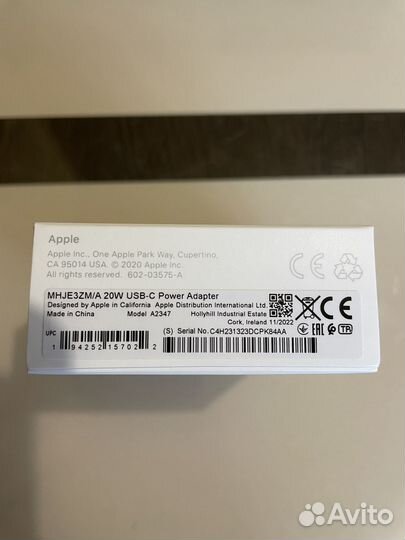 Apple
Apple Inc., One Apple Park Way, Cupertino,
CA 95014 USA. © 2020 Apple Inc.
All rights reserved. 602-03575-A
MHJE3ZM/A 20W USB-C Power Adapter
Designed by Apple in California Apple Distribution International Ltd.
Made in China Model A2347 Hollyhill Industrial Estate
Cork, Ireland 11/2022
UPC (S) Serial No. C4H231323DCPK84AA
1 94252 15702 2
Avito